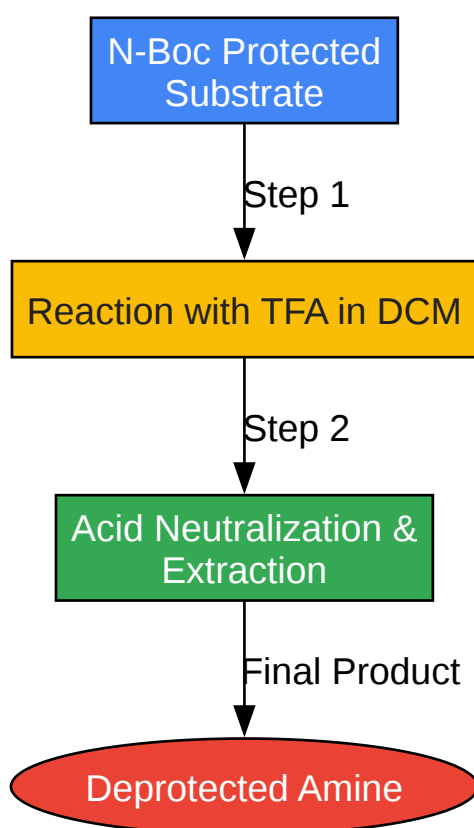 N-Boc Protected
Substrate
Step 1
Reaction with TFA in DCM
Step 2
Acid Neutralization &
Extraction
Final Product
Deprotected Amine